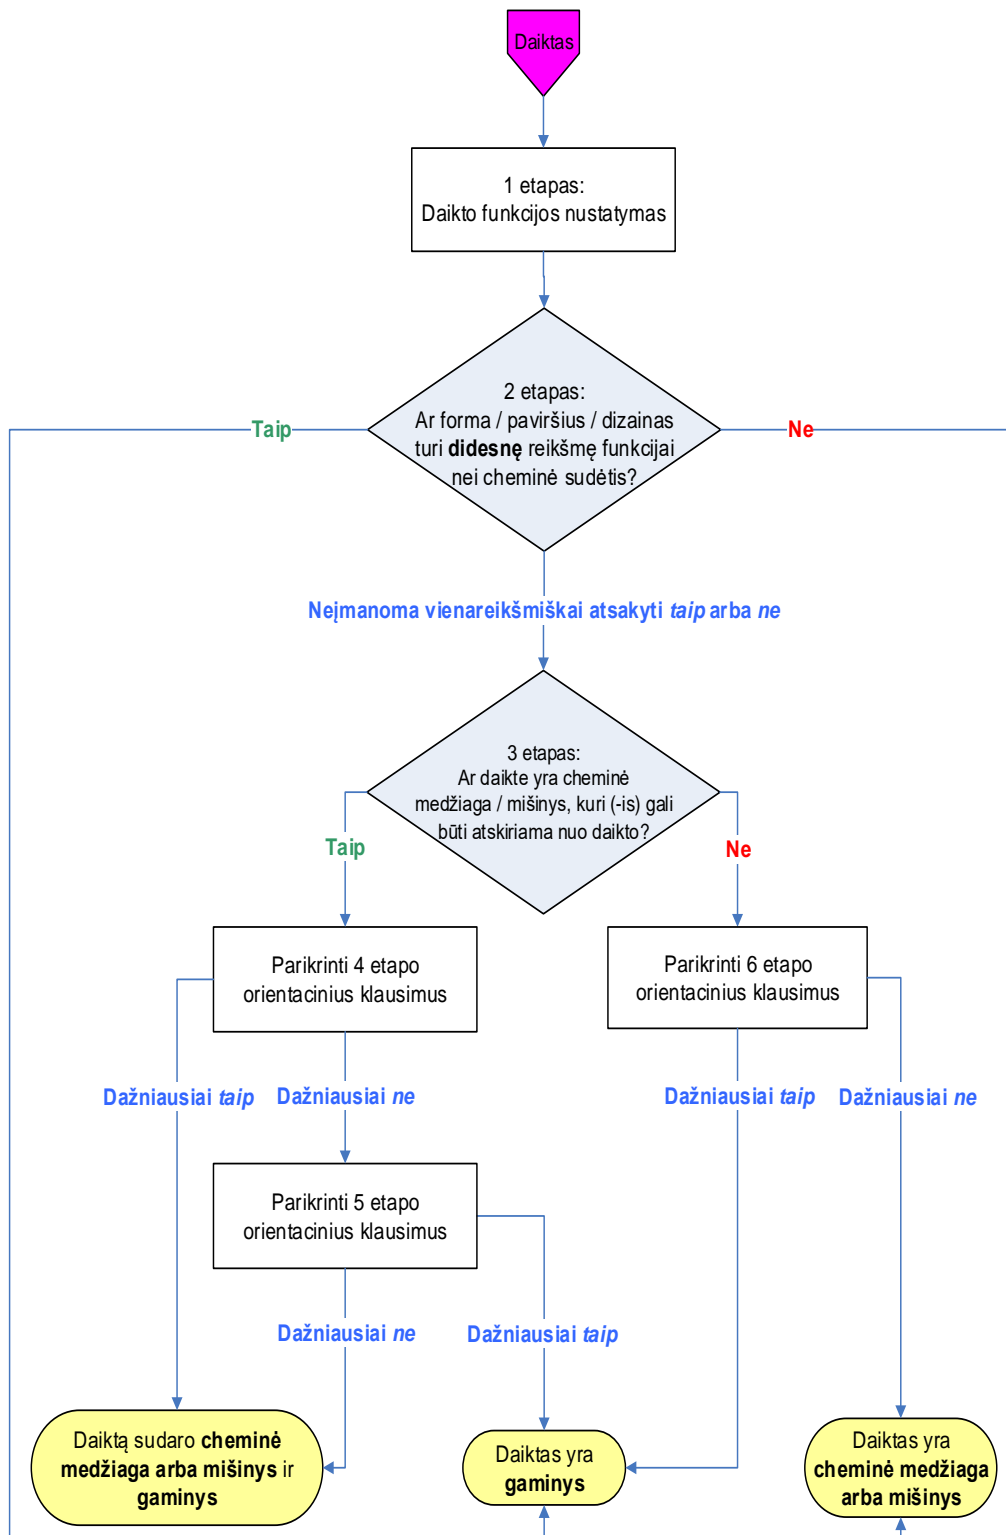 Daiktas
1 etapas:
Daikto funkcijos nustatymas
2 etapas:
Ar forma / paviršius / dizainas
turi didesnę reikšmę funkcijai
nei cheminė sudėtis?
Taip
Ne
Neįmanoma vienareikšmiškai atsakyti taip arba ne
3 etapas:
Ar daikte yra cheminė
medžiaga / mišinys, kuri (-is) gali
būti atskiriama nuo daikto?
Taip
Ne
Parikrinti 4 etapo
orientacinius klausimus
Parikrinti 6 etapo
orientacinius klausimus
Dažniausiai taip
Dažniausiai ne
Dažniausiai taip
Dažniausiai ne
Parikrinti 5 etapo
orientacinius klausimus
Dažniausiai ne
Dažniausiai taip
Daiktą sudaro cheminė
medžiaga arba mišinys ir
gaminys
Daiktas yra
gaminys
Daiktas yra
cheminė medžiaga
arba mišinys